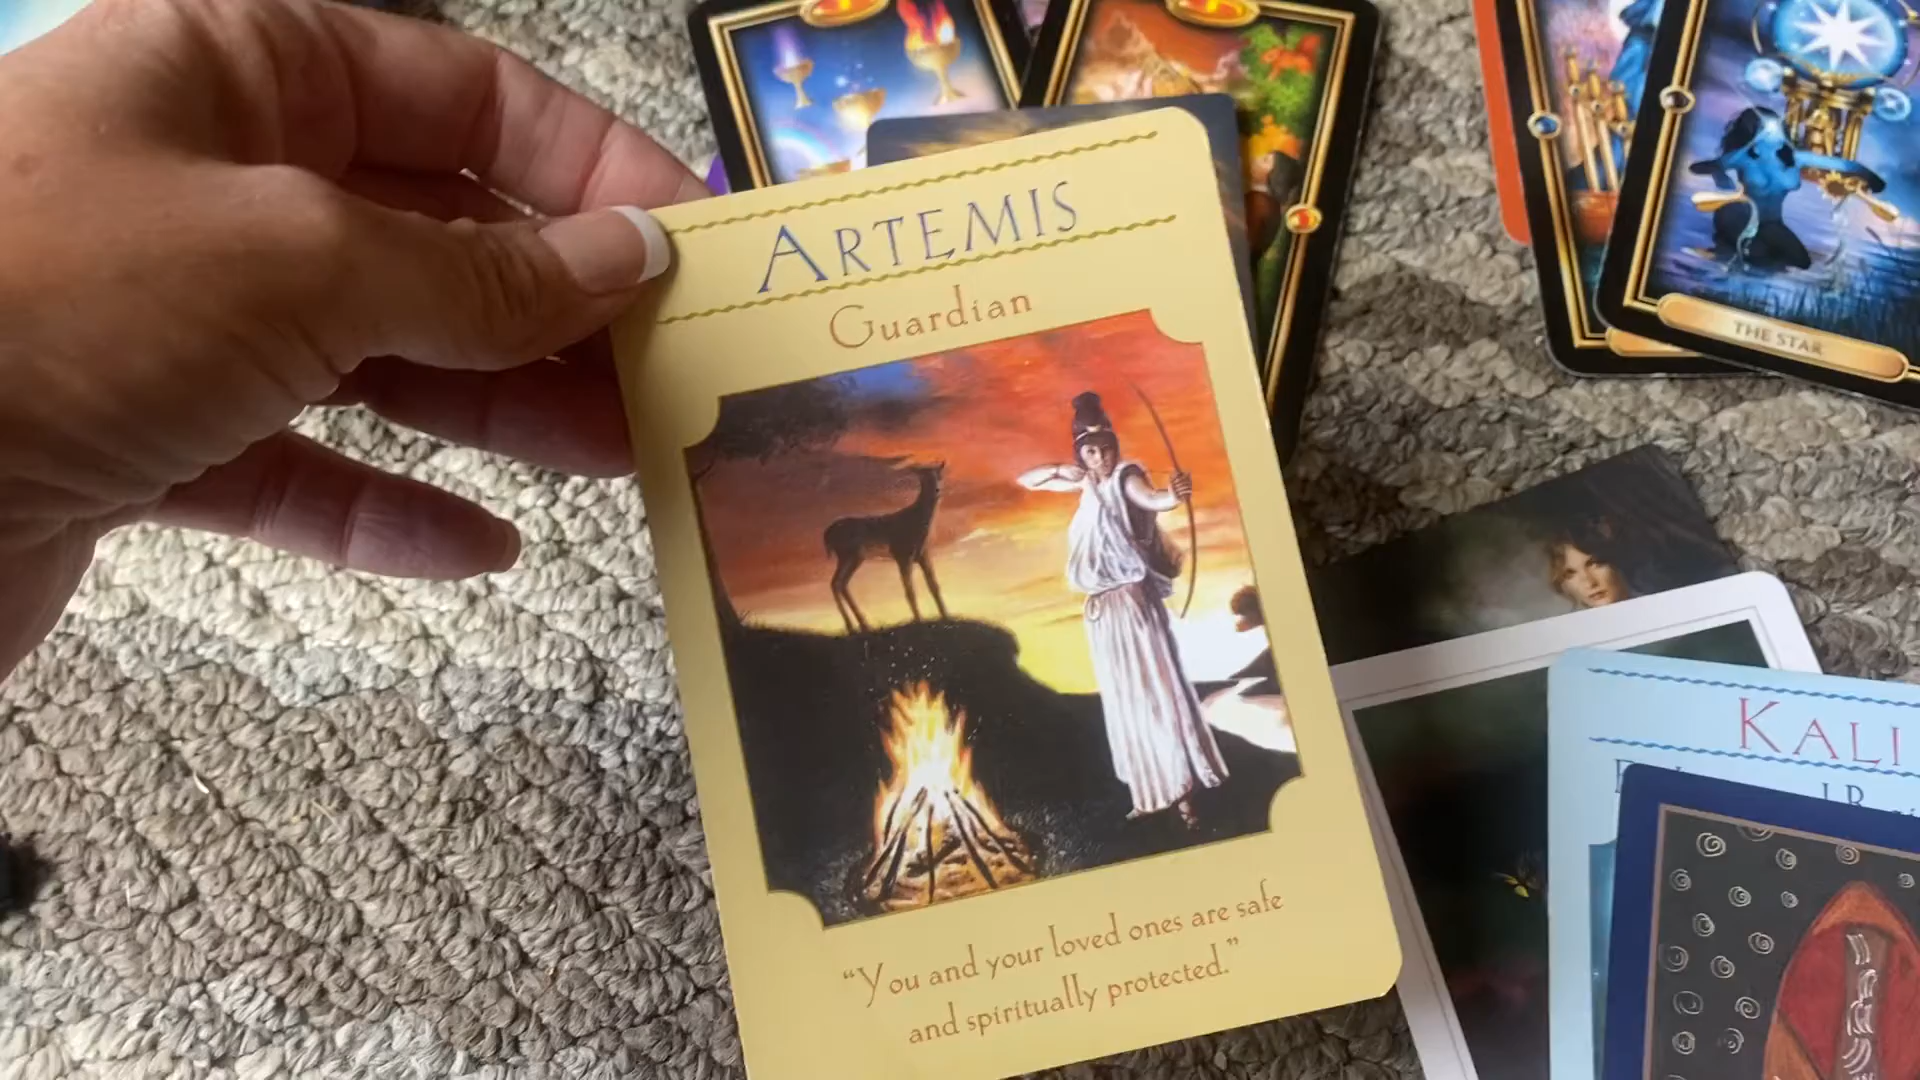 ARTEMIS
Guardian
"You and your loved ones are safe
and spiritually protected."
THE STAR
KALI